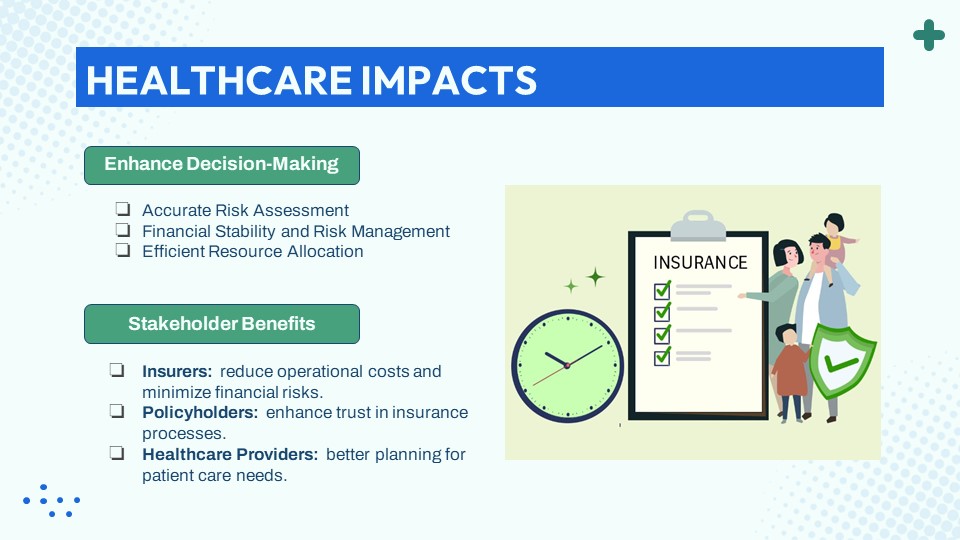 HEALTHCARE IMPACTS
Enhance Decision-Making
❏ Accurate Risk Assessment
❏ Financial Stability and Risk Management
❏ Efficient Resource Allocation
Stakeholder Benefits
❏ Insurers: reduce operational costs and
minimize financial risks.
❏ Policyholders: enhance trust in insurance
processes.
❏ Healthcare Providers: better planning for
patient care needs.
INSURANCE